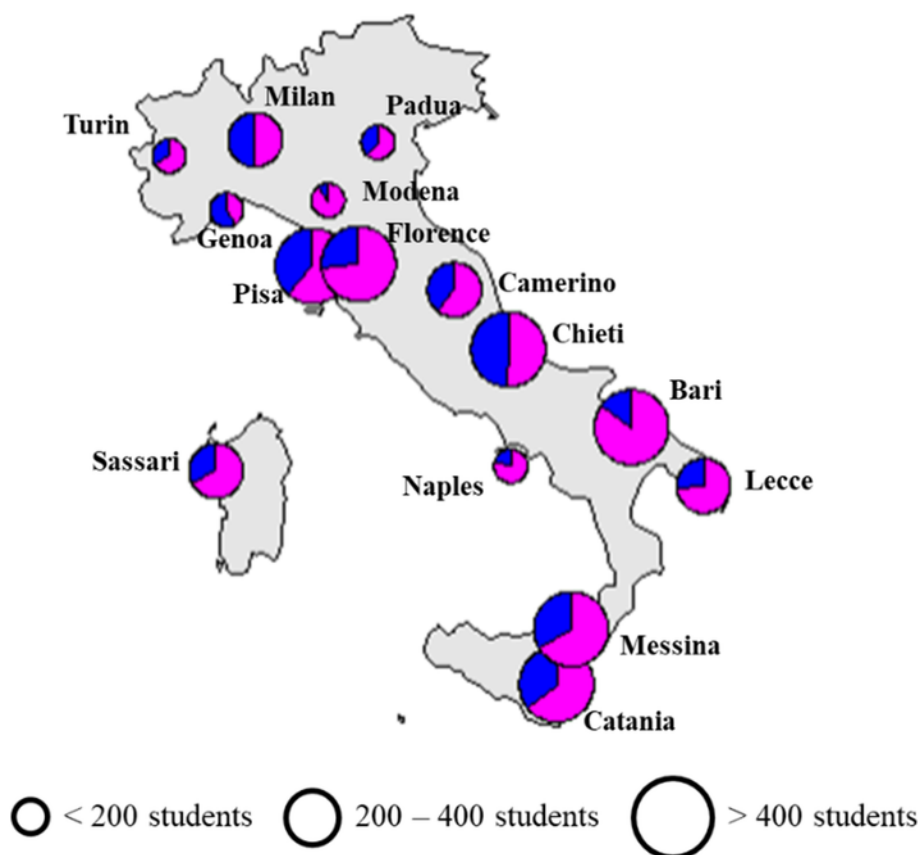 Milan
Padua
Turin
Modena
Florence
Genoa
Camerino
Pisa
Chieti
Bari
Sassari
Lecce
Naples
Messina
Catania
< 200 students
200 – 400 students
> 400 students